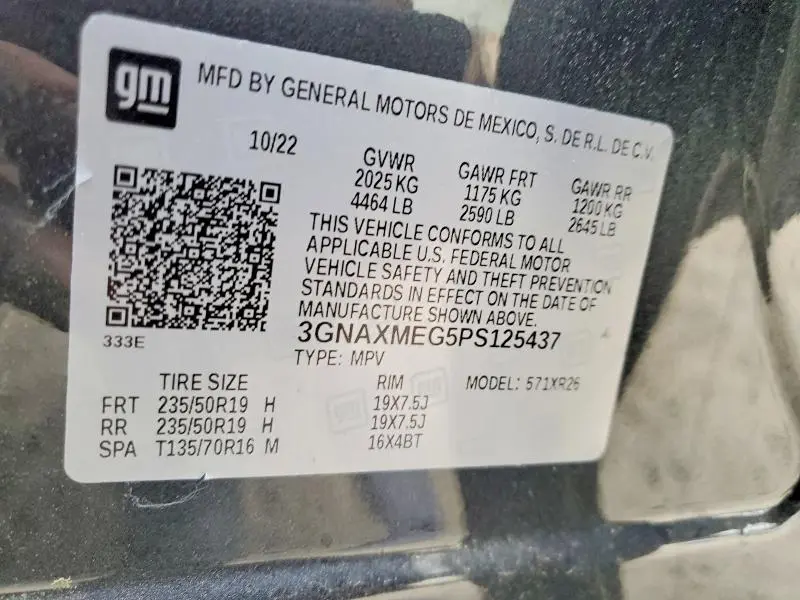 gm
MFD BY GENERAL MOTORS DE MEXICO, S. DE R.L. DE C.V.
10/22
GVWR GAWR FRT GAWR RR
2025 KG 1175 KG 1200 KG
4464 LB 2590 LB 2645 LB
THIS VEHICLE CONFORMS TO ALL
APPLICABLE U.S. FEDERAL MOTOR
VEHICLE SAFETY AND THEFT PREVENTION
STANDARDS IN EFFECT ON THE DATE OF
MANUFACTURE SHOWN ABOVE.
3GNAXMEG5PS125437
333E
TYPE: MPV MODEL: 571XR26
TIRE SIZE RIM
FRT 235/50R19 H 19X7.5J
RR 235/50R19 H 19X7.5J
SPA T135/70R16 M 16X4BT